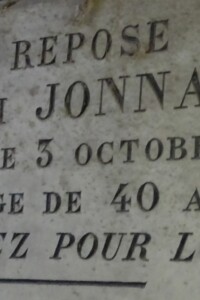 REPOSE
JONNA
E 3 OCTOB
GE DE 40 A
EZ POUR L